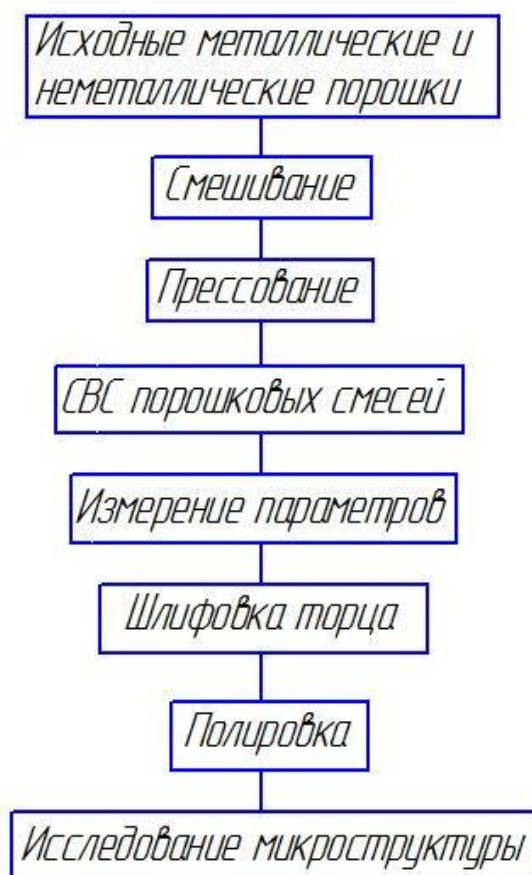 Исходные металлические и
неметаллические порошки
Смешивание
Прессование
СВС порошковых смесей
Измерение параметров
Шлифовка торца
Полировка
Исследование микроструктуры